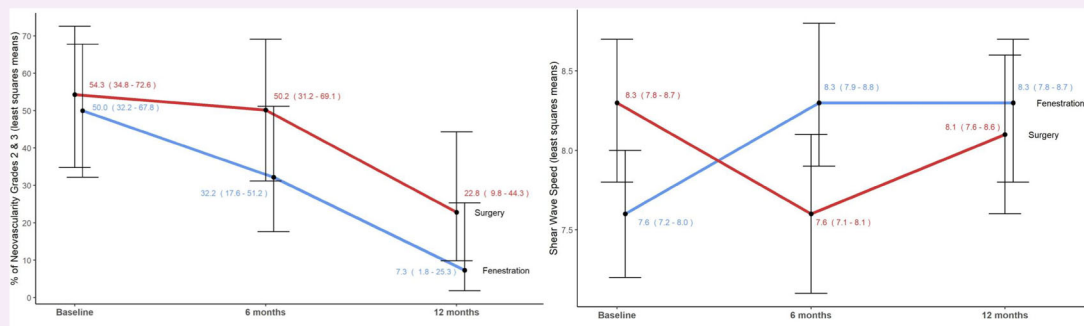 % of Neovascularity Grades 2 & 3 (least squares means)
70
60
50
40
30
20
10
0
54.3 ( 34.8 - 72.6)
50.0 ( 32.2 - 67.8)
50.2 ( 31.2 - 69.1)
32.2 ( 17.6 - 51.2)
22.8 ( 9.8 - 44.3)
Surgery
7.3 ( 1.8 - 25.3)
Fenestration
Baseline
6 months
12 months
Shear Wave Speed (least squares means)
8.5
8.0
7.5
8.3 (7.8 - 8.7)
7.6 (7.2 - 8.0)
8.3 (7.9 - 8.8)
7.6 (7.1 - 8.1)
8.3 (7.8 - 8.7)
Fenestration
8.1 (7.6 - 8.6)
Surgery
Baseline
6 months
12 months